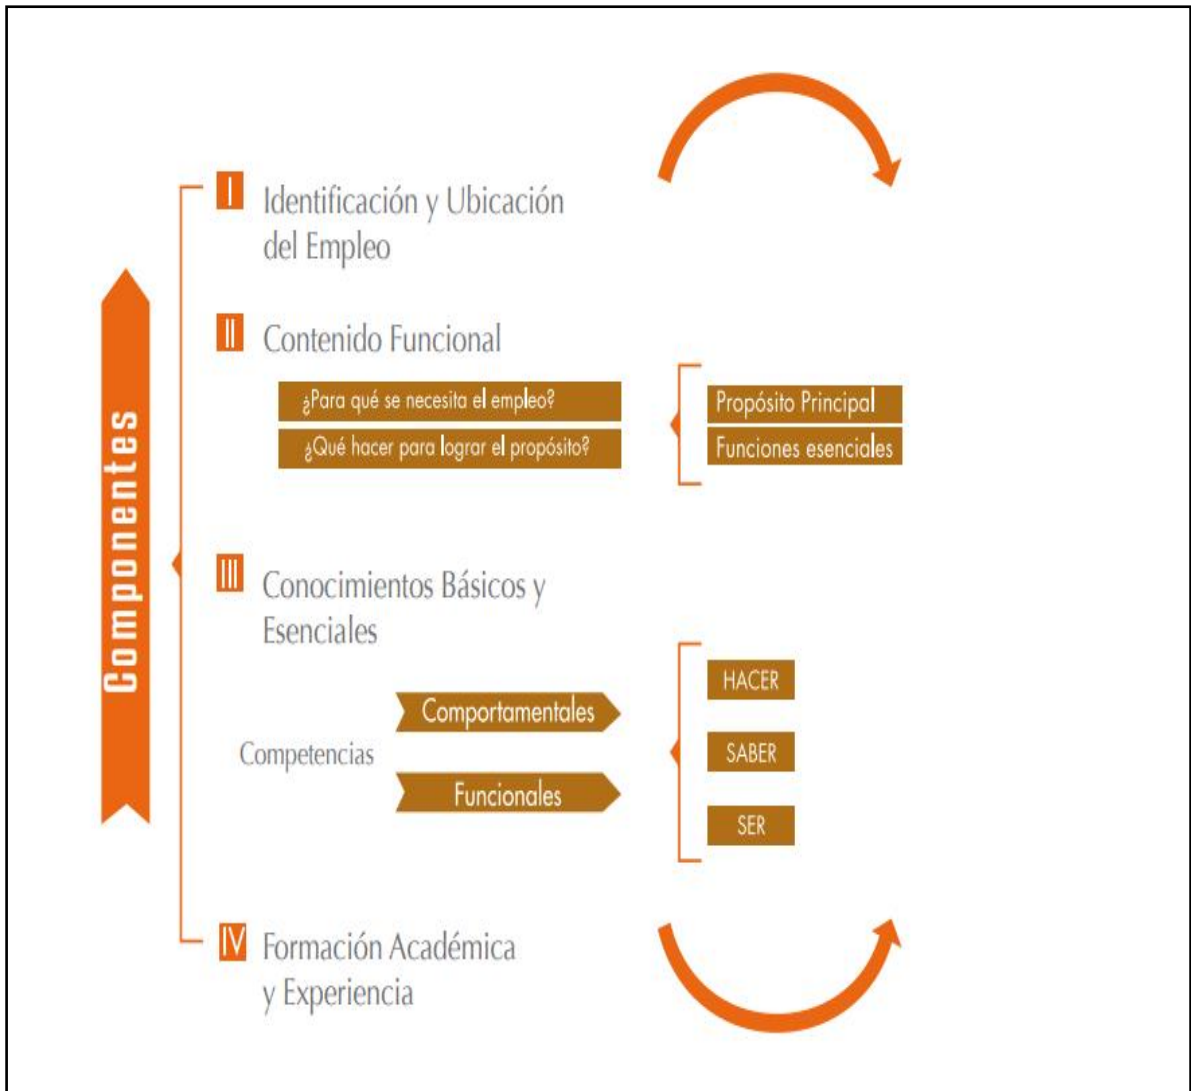 Componentes
I
Identificación y Ubicación
del Empleo
II
Contenido Funcional
¿Para qué se necesita el empleo?
¿Qué hacer para lograr el propósito?
Propósito Principal
Funciones esenciales
III
Conocimientos Básicos y
Esenciales
Competencias
Comportamentales
Funcionales
HACER
SABER
SER
IV
Formación Académica
y Experiencia